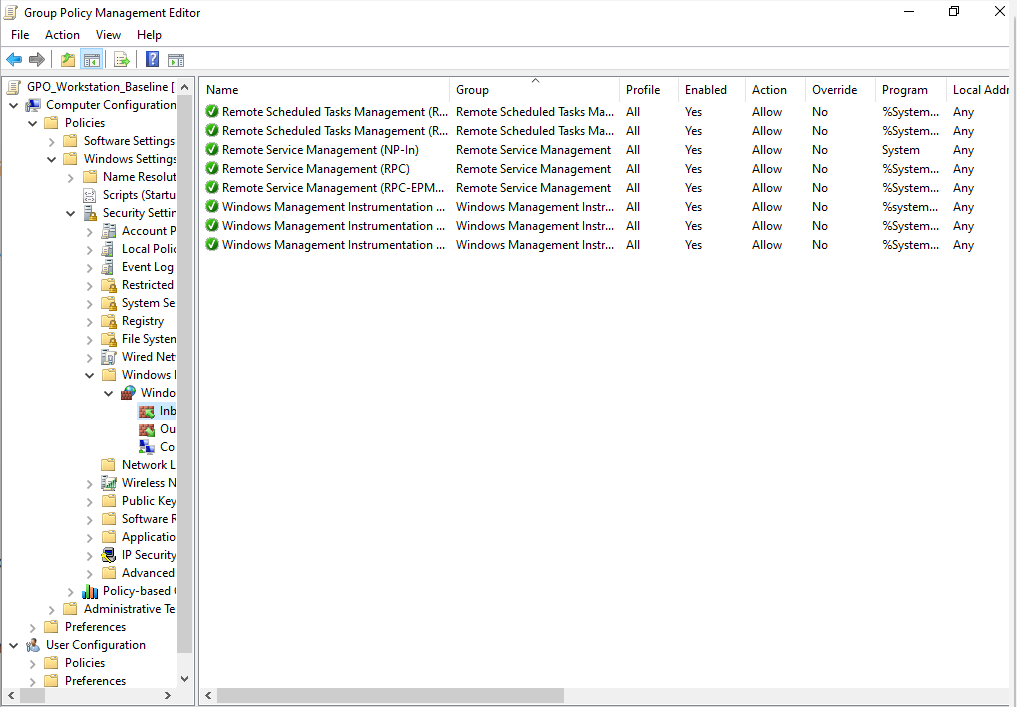 Group Policy Management Editor
File Action View Help
GPO_Workstation_Baseline [
Computer Configuration
Policies
Software Settings
Windows Settings
Name Resolut
Scripts (Startu
Security Settin
Account P
Local Polic
Event Log
Restricted
System Se
Registry
File System
Wired Net
Windows
Windo
Inb
Ou
Co
Network L
Wireless N
Public Key
Software R
Applicatio
IP Security
Advanced
Policy-based
Administrative Te
Preferences
User Configuration
Policies
Preferences
Name Group Profile Enabled Action Override Program Local Addr
Remote Scheduled Tasks Management (R... Remote Scheduled Tasks Ma... All Yes Allow No %System... Any
Remote Scheduled Tasks Management (R... Remote Scheduled Tasks Ma... All Yes Allow No %System... Any
Remote Service Management (NP-In) Remote Service Management All Yes Allow No System Any
Remote Service Management (RPC) Remote Service Management All Yes Allow No %System... Any
Remote Service Management (RPC-EPM... Remote Service Management All Yes Allow No %System... Any
Windows Management Instrumentation ... Windows Management Instr... All Yes Allow No %system... Any
Windows Management Instrumentation ... Windows Management Instr... All Yes Allow No %System... Any
Windows Management Instrumentation ... Windows Management Instr... All Yes Allow No %System... Any